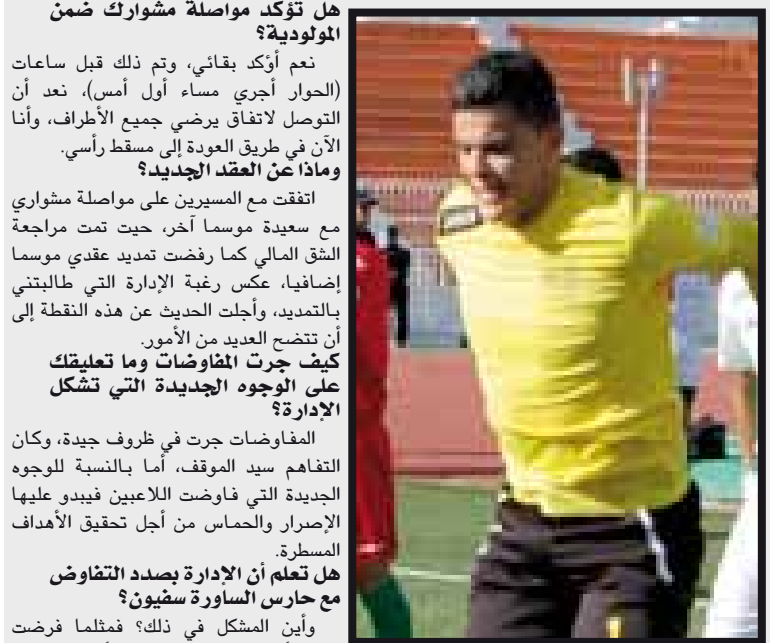 هل تؤكد مواصلة مشوارك ضمن
المولودية؟
نعم أؤكد بقائي، وتم ذلك قبل ساعات
(الحوار أجري مساء أول أمس)، نعد أن
التوصل لاتفاق يرضي جميع الأطراف، وأنا
الآن في طريق العودة إلى مسقط رأسي.
وماذا عن العقد الجديد؟
اتفقت مع المسيرين على مواصلة مشواري
مع سعيدة موسما آخر، حيت تمت مراجعة
الشق المالي كما رفضت تمديد عقدي موسما
إضافيا، عكس رغبة الإدارة التي طالبتني
بالتمديد، وأجلت الحديث عن هذه النقطة إلى
أن تتضح العديد من الأمور.
كيف جرت المفاوضات وما تعليقك
على الوجوه الجديدة التي تشكل
الإدارة؟
المفاوضات جرت في ظروف جيدة، وكان
التفاهم سيد الموقف، أما بالنسبة للوجوه
الجديدة التي فاوضت اللاعبين فيبدو عليها
الإصرار والحماس من أجل تحقيق الأهداف
المسطرة.
هل تعلم أن الإدارة بصدد التفاوض
مع حارس الساورة سفيون؟
وأين المشكل في ذلك؟ فمثلما فرضت